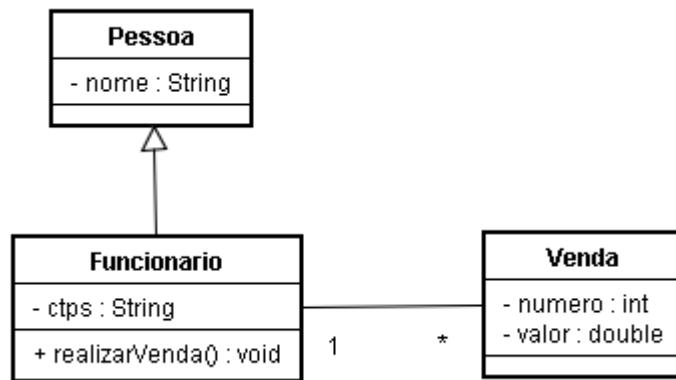 Pessoa
- nome : String
Funcionario
- ctps : String
+ realizarVenda() : void
1
*
Venda
- numero : int
- valor : double